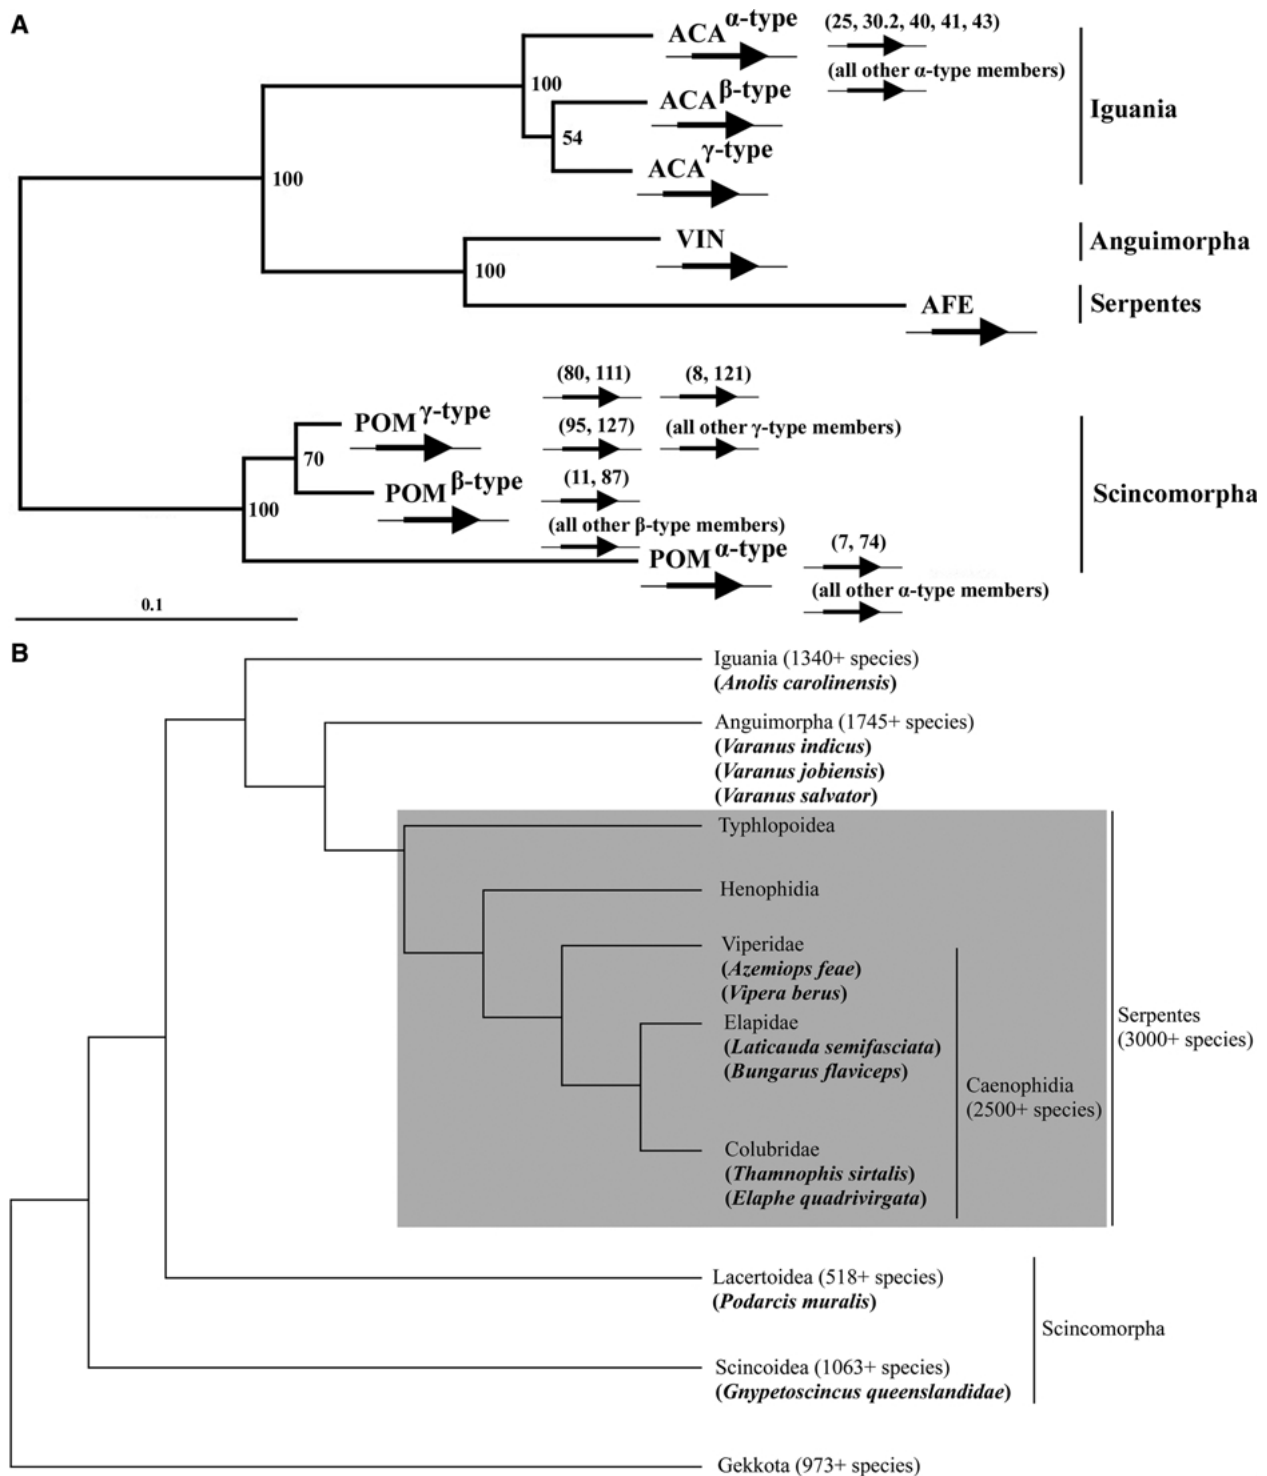 A
ACA α-type
(25, 30.2, 40, 41, 43)
(all other α-type members)
100
ACA β-type
54
ACA γ-type
Iguania
100
VIN
Anguimorpha
100
AFE
Serpentes
(80, 111)
(8, 121)
POM γ-type
(95, 127)
(all other γ-type members)
70
(11, 87)
POM β-type
Scincomorpha
100
(all other β-type members)
POM α-type
(7, 74)
(all other α-type members)
0.1
B
Iguania (1340+ species)
(Anolis carolinensis)
Anguimorpha (1745+ species)
(Varanus indicus)
(Varanus jobiensis)
(Varanus salvator)
Typhlopoidea
Henophidia
Viperidae
(Azemiops feae)
(Vipera berus)
Elapidae
(Laticauda semifasciata)
(Bungarus flaviceps)
Serpentes
(3000+ species)
Caenophidia
(2500+ species)
Colubridae
(Thamnophis sirtalis)
(Elaphe quadrivirgata)
Lacertoidea (518+ species)
(Podarcis muralis)
Scincomorpha
Scincoidea (1063+ species)
(Gnypetoscincus queenslandidae)
Gekkota (973+ species)